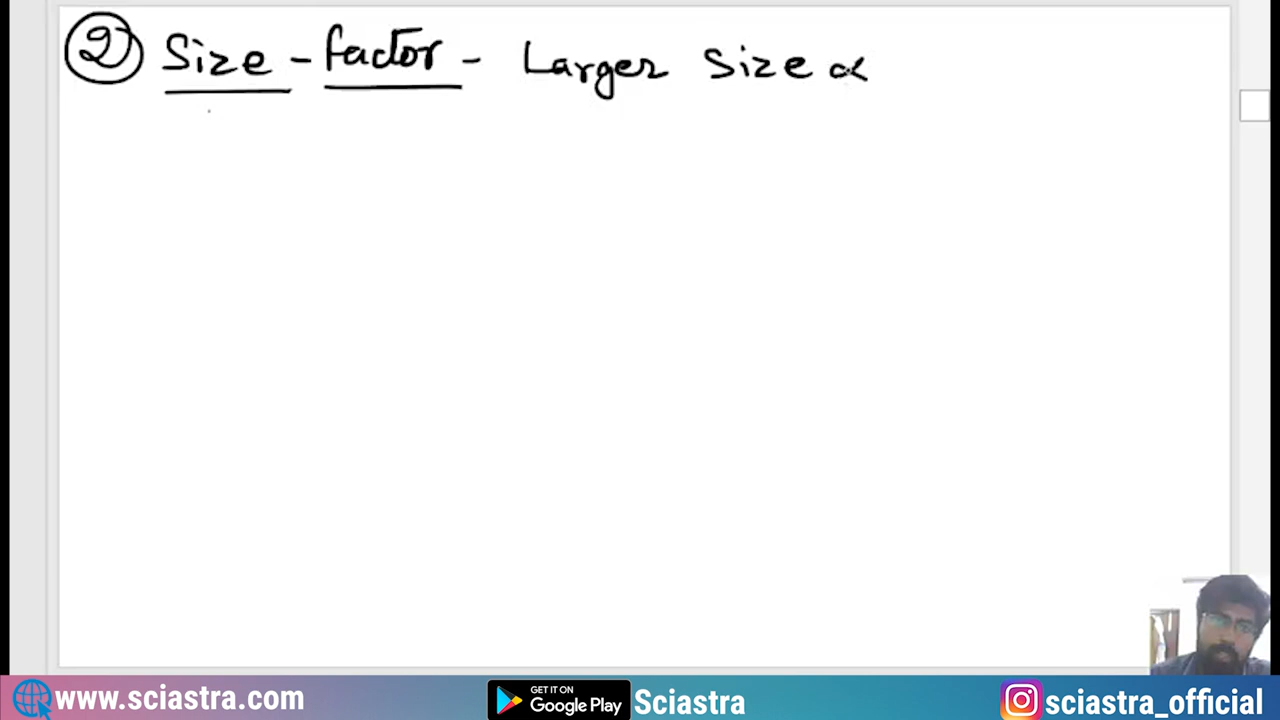 ② Size - factor - Larger Size ∝
www.sciastra.com GET IT ON Google Play Sciastra sciastra_official